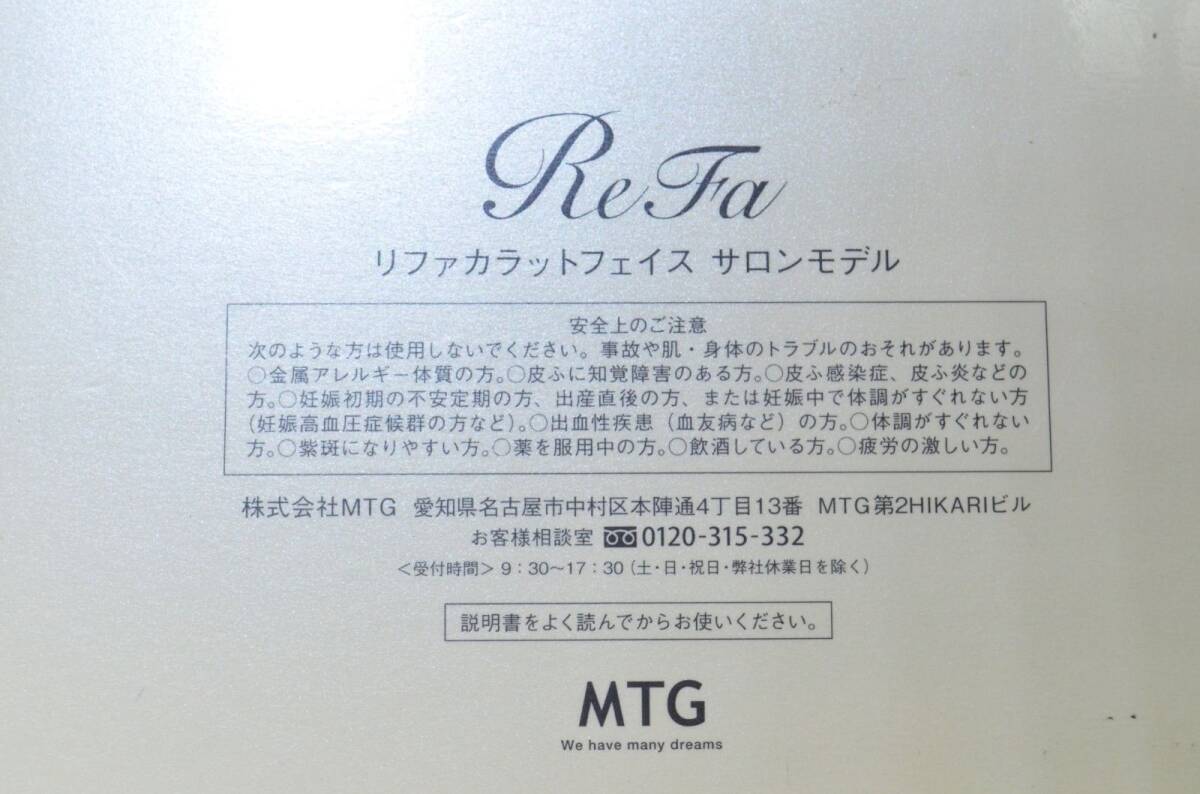 ReFa
リファカラットフェイス サロンモデル
安全上のご注意
次のような方は使用しないでください。事故や肌・身体のトラブルのおそれがあります。
○金属アレルギー体質の方。○皮ふに知覚障害のある方。○皮ふ感染症、皮ふ炎などの
方。○妊娠初期の不安定期の方、出産直後の方、または妊娠中で体調がすぐれない方
(妊娠高血圧症候群の方など)。○出血性疾患（血友病など）の方。○体調がすぐれない
方。○紫斑になりやすい方。○薬を服用中の方。○飲酒している方。○疲労の激しい方。
株式会社MTG 愛知県名古屋市中村区本陣通4丁目13番 MTG第2HIKARIビル
お客様相談室 0120-315-332
＜受付時間＞9：30〜17：30（土・日・祝日・弊社休業日を除く）
説明書をよく読んでからお使いください。
MTG
We have many dreams